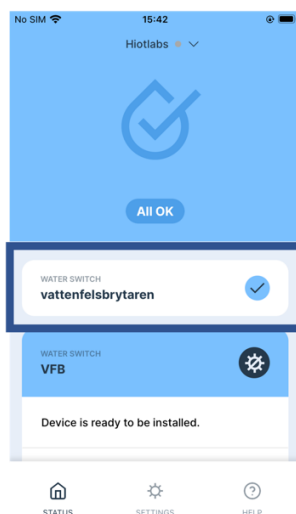 No SIM 15:42
Hiotlabs
All OK
WATER SWITCH
vattenfelsbrytaren
WATER SWITCH
VFB
Device is ready to be installed.
STATUS SETTINGS HELP